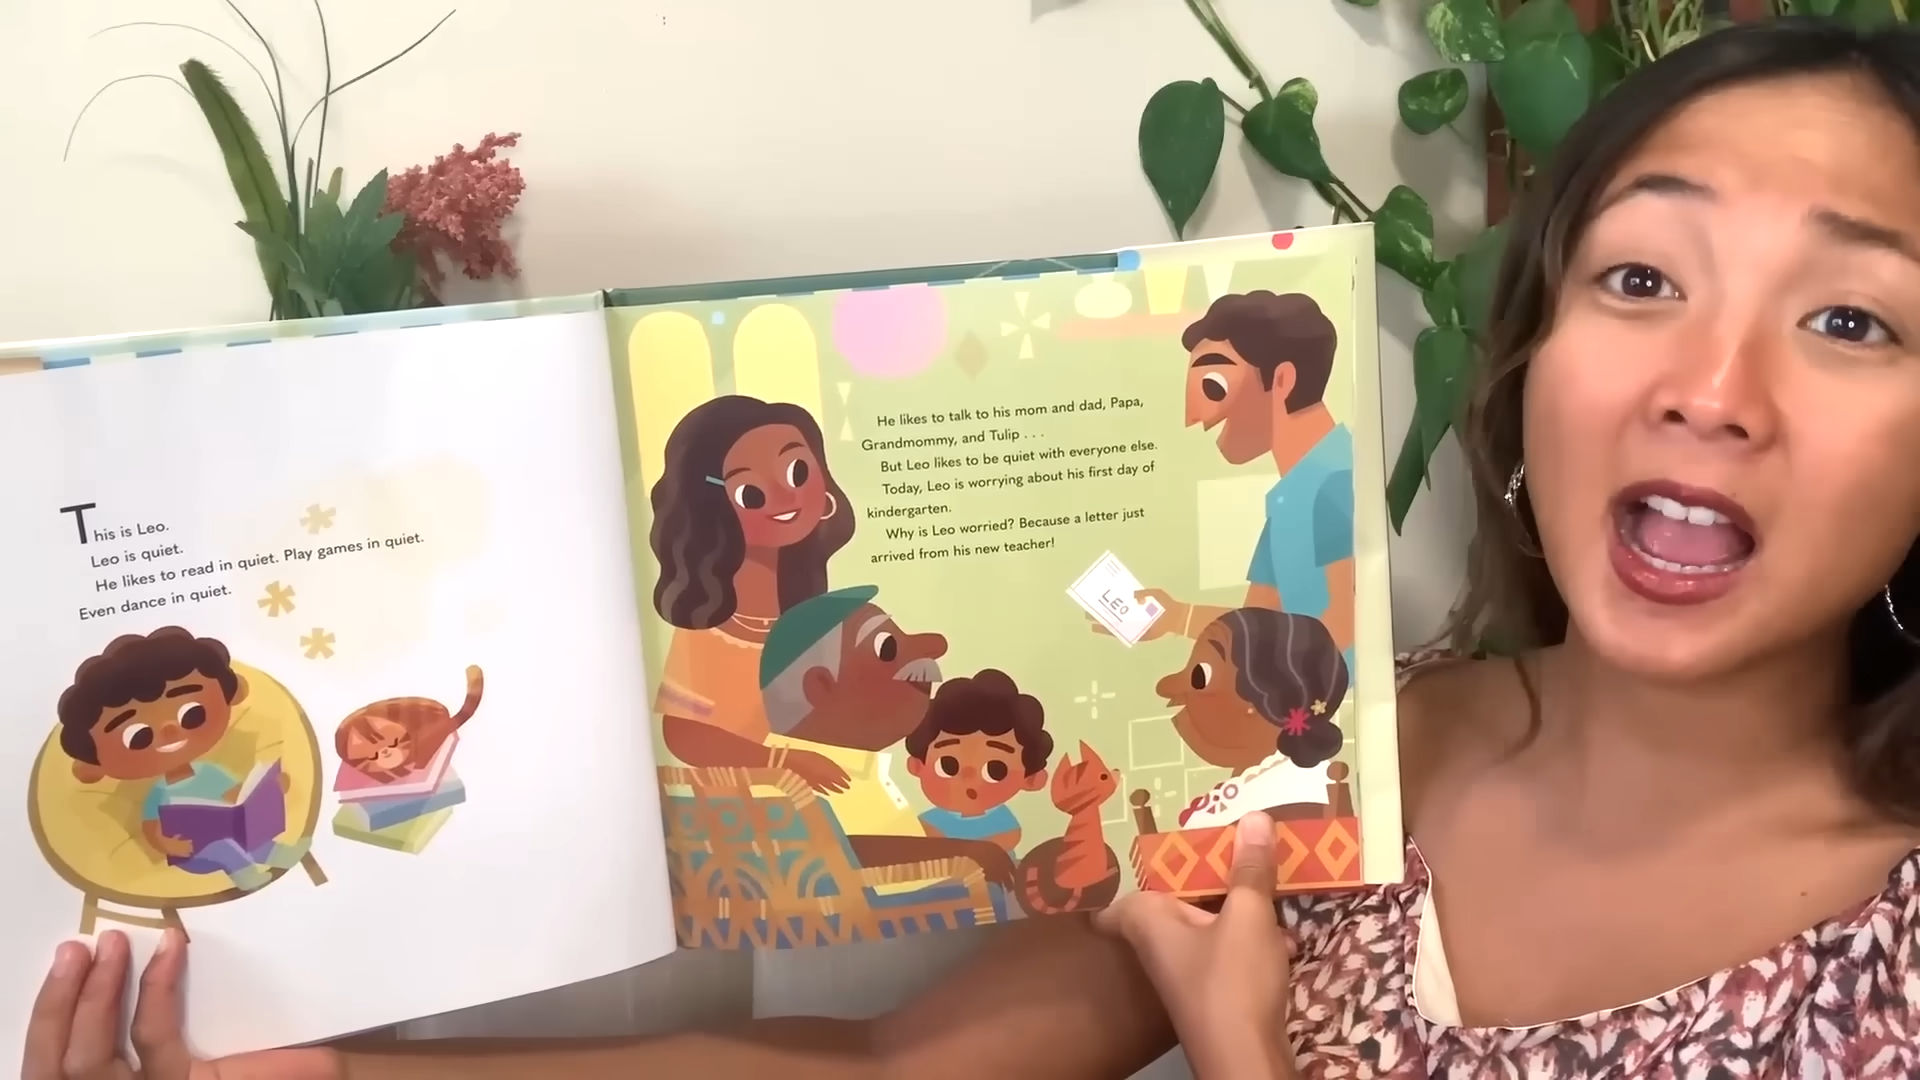 This is Leo.
Leo is quiet.
He likes to read in quiet. Play games in quiet.
Even dance in quiet.
He likes to talk to his mom and dad, Papa,
Grandmommy, and Tulip . . .
But Leo likes to be quiet with everyone else.
Today, Leo is worrying about his first day of
kindergarten.
Why is Leo worried? Because a letter just
arrived from his new teacher!
LEO